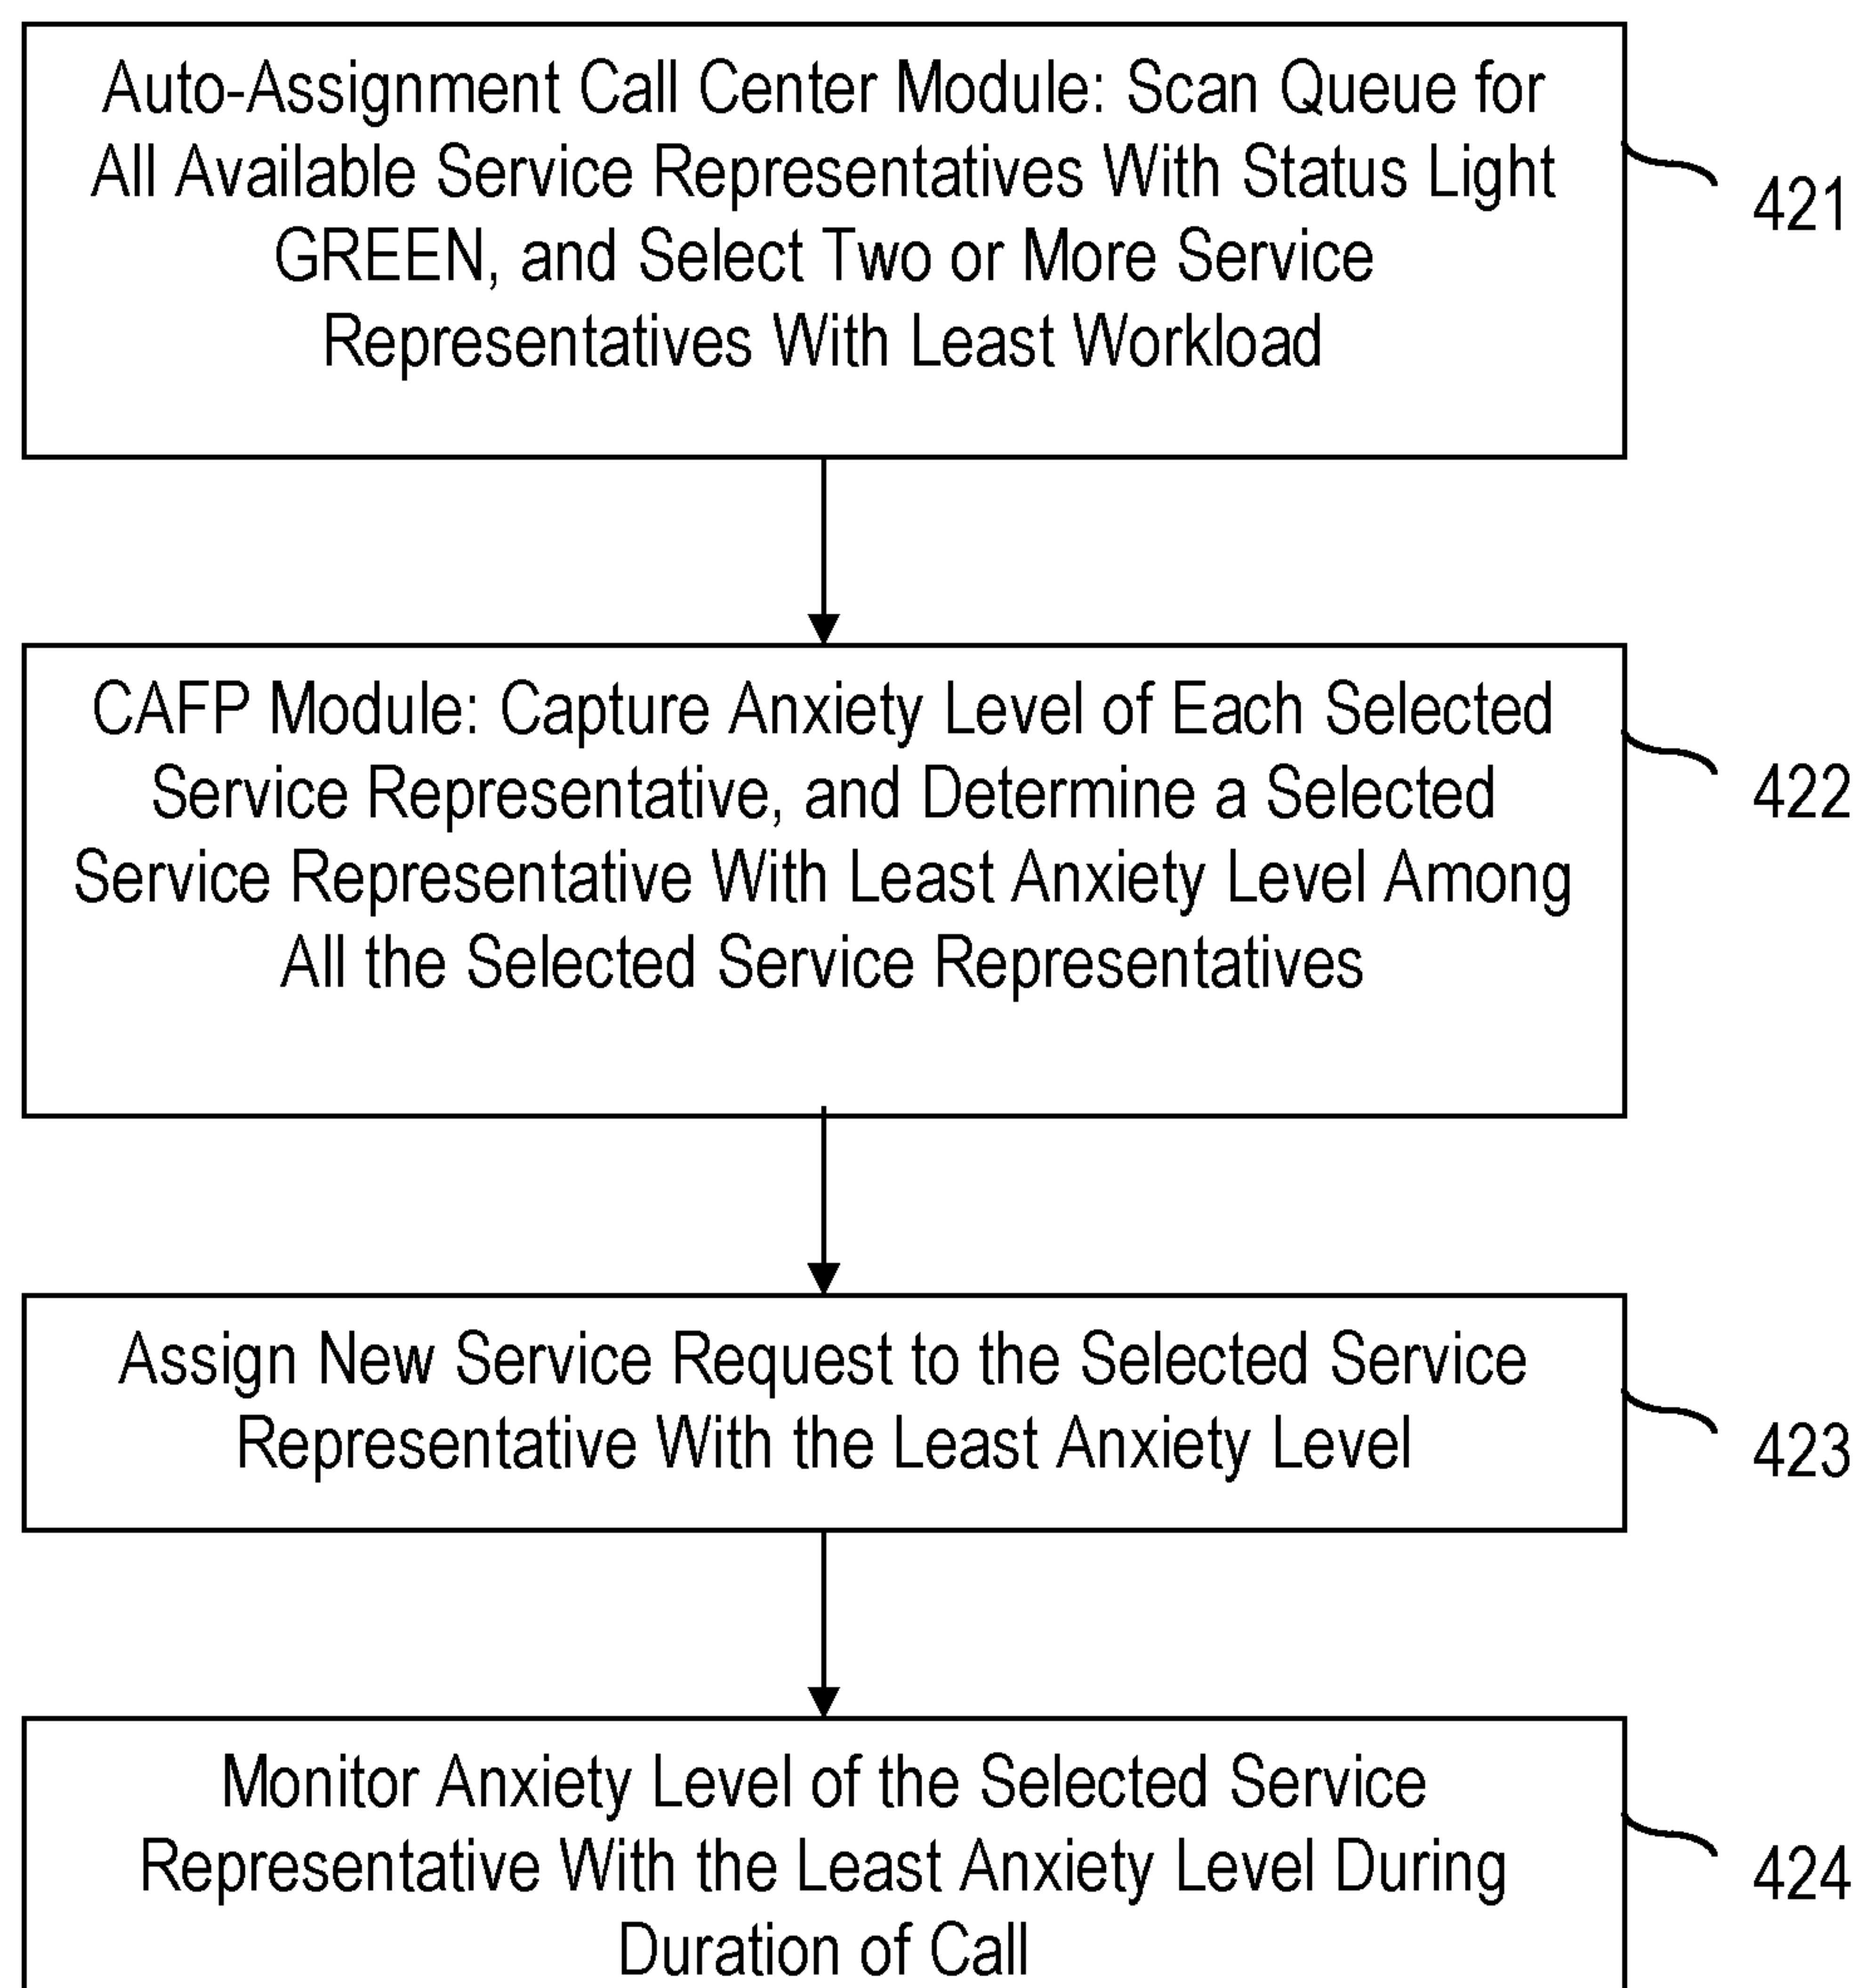 Auto-Assignment Call Center Module: Scan Queue for
All Available Service Representatives With Status Light
GREEN, and Select Two or More Service
Representatives With Least Workload
421
CAFP Module: Capture Anxiety Level of Each Selected
Service Representative, and Determine a Selected
Service Representative With Least Anxiety Level Among
All the Selected Service Representatives
422
Assign New Service Request to the Selected Service
Representative With the Least Anxiety Level
423
Monitor Anxiety Level of the Selected Service
Representative With the Least Anxiety Level During
Duration of Call
424